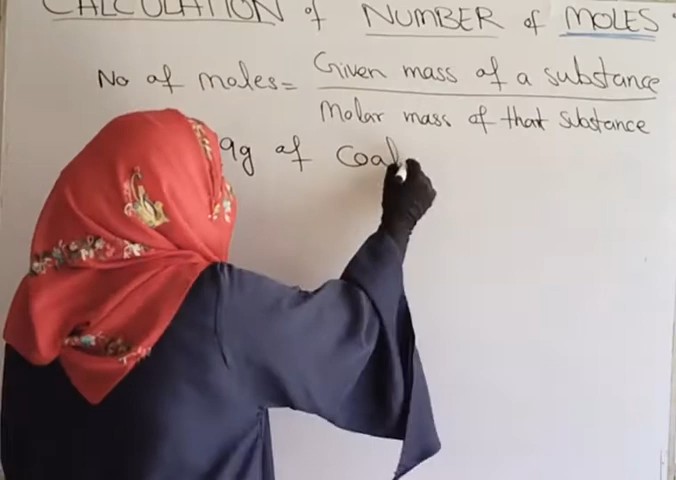 CALCULATION of NUMBER of MOLES
No of moles = Given mass of a substance
Molar mass of that substance
9g of Coal